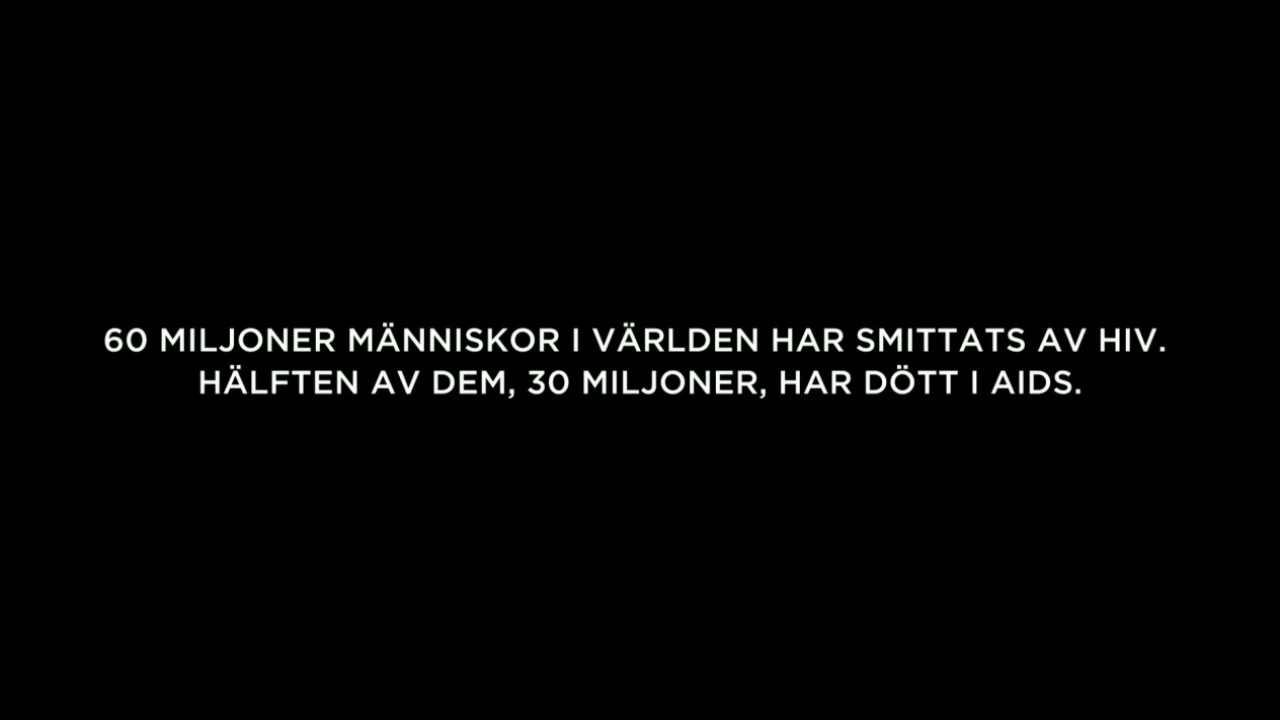 60 MILJONER MÄNNISKOR I VÄRLDEN HAR SMITTATS AV HIV.
HÄLFTEN AV DEM, 30 MILJONER, HAR DÖTT I AIDS.